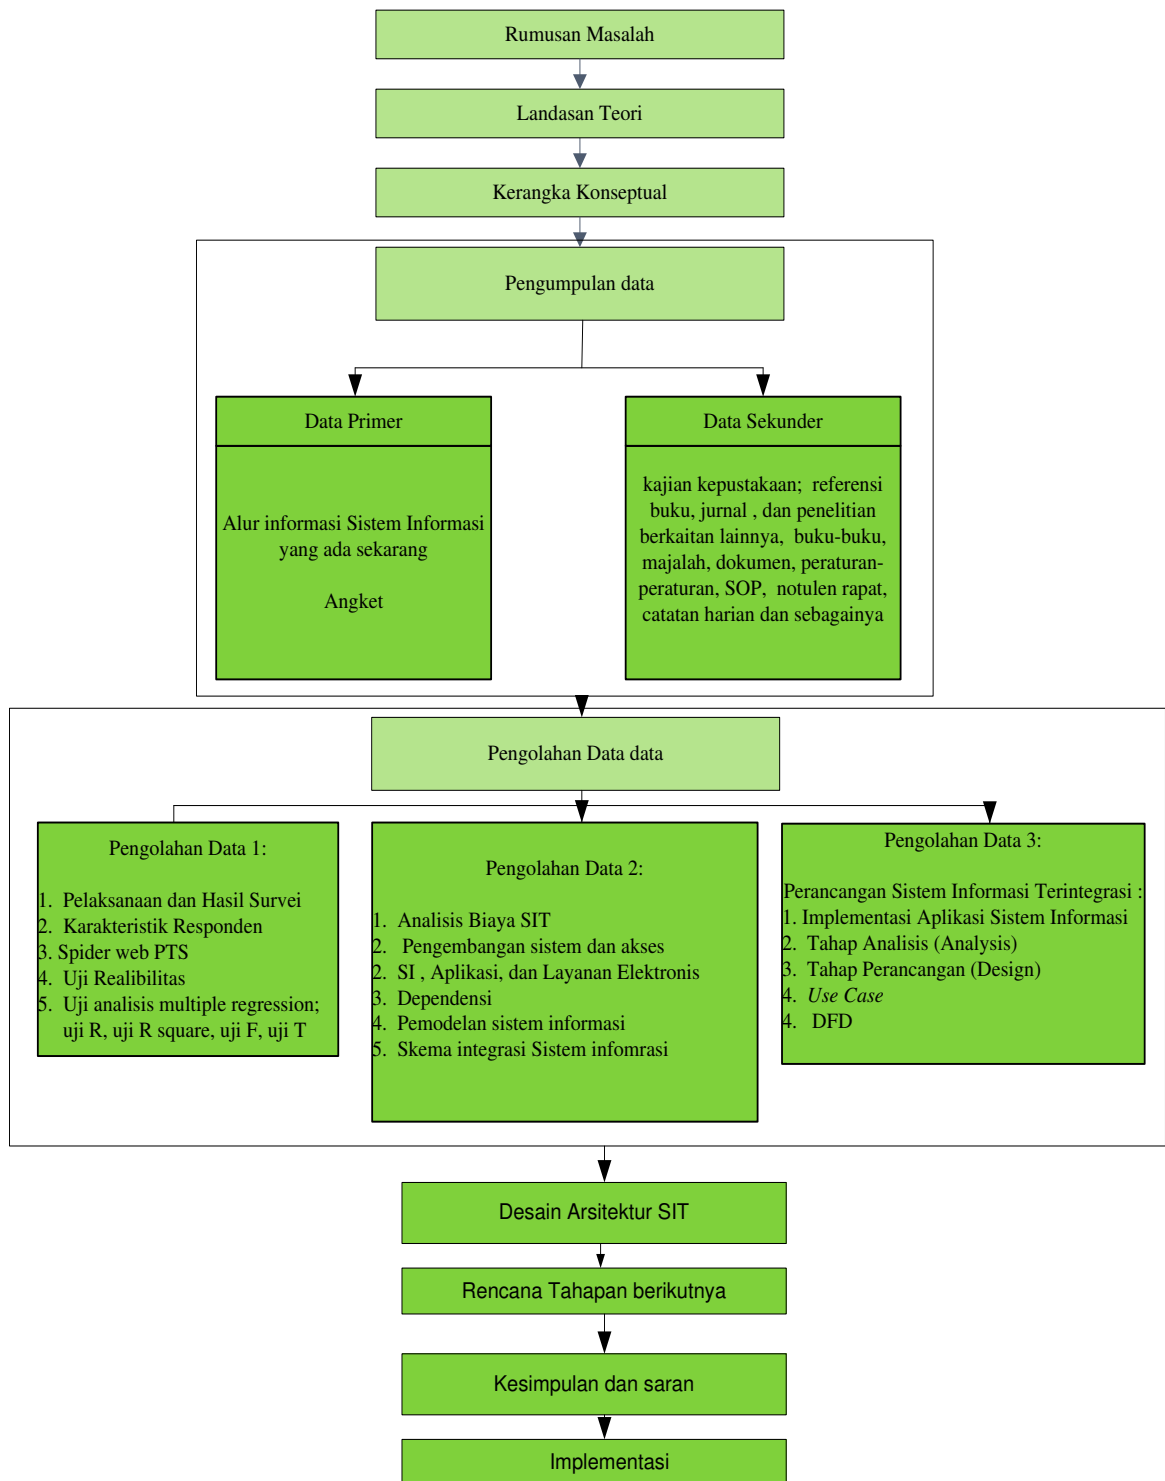 Rumusan Masalah
Landasan Teori
Kerangka Konseptual
Pengumpulan data
Data Primer
Alur informasi Sistem Informasi
yang ada sekarang
Angket
Data Sekunder
kajian kepustakaan;  referensi
buku, jurnal , dan penelitian
berkaitan lainnya,  buku-buku,
majalah, dokumen, peraturan-
peraturan, SOP,  notulen rapat,
catatan harian dan sebagainya
Pengolahan Data data
Pengolahan Data 1:
1.  Pelaksanaan dan Hasil Survei
2.  Karakteristik Responden
3. Spider web PTS
4.  Uji Realibilitas
5.  Uji analisis multiple regression;
uji R, uji R square, uji F, uji T
Pengolahan Data 2:
1.  Analisis Biaya SIT
2.   Pengembangan sistem dan akses
2.  SI , Aplikasi, dan Layanan Elektronis
3.  Dependensi
4.  Pemodelan sistem informasi
5.  Skema integrasi Sistem infomrasi
Pengolahan Data 3:
Perancangan Sistem Informasi Terintegrasi :
1. Implementasi Aplikasi Sistem Informasi
2.  Tahap Analisis (Analysis)
3.  Tahap Perancangan (Design)
4.  Use Case
4.   DFD
Desain Arsitektur SIT
Rencana Tahapan berikutnya
Kesimpulan dan saran
Implementasi